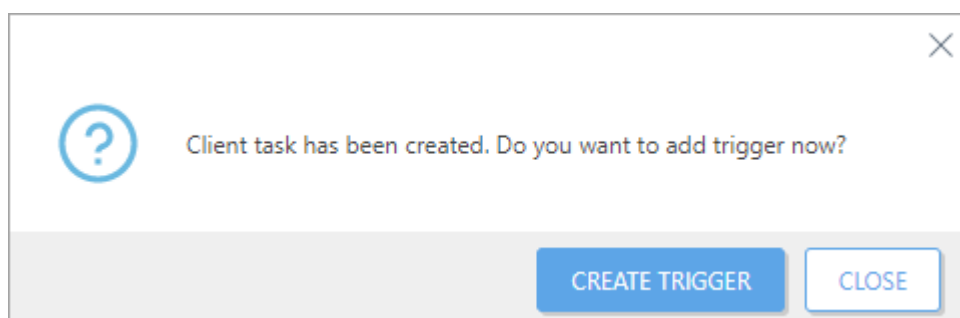 Client task has been created. Do you want to add trigger now?
CREATE TRIGGER
CLOSE